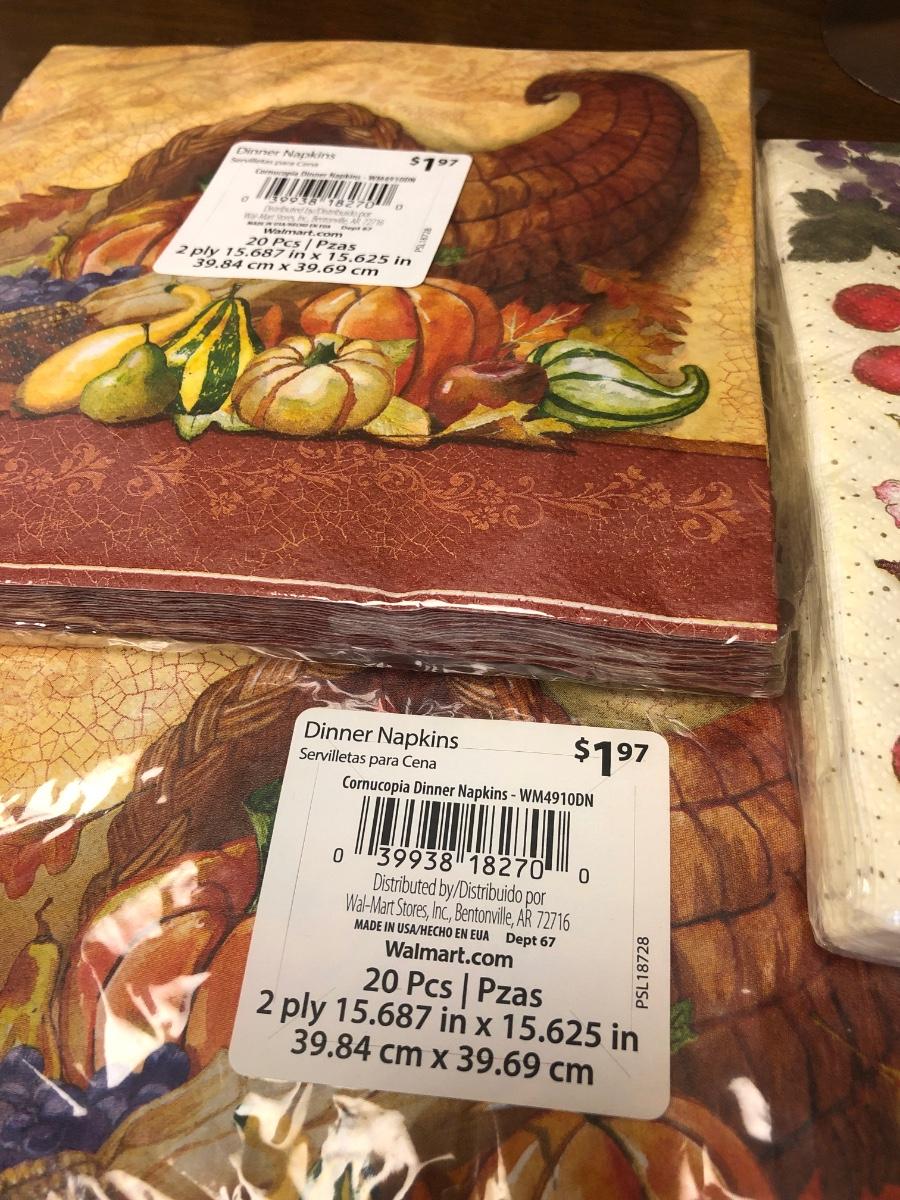 Dinner Napkins
$1.97
Servilletas para Cena
Cornucopia Dinner Napkins - WM4910DN
0 39938 18270 0
Distributed by/Distribuido por
Wal-Mart Stores, Inc., Bentonville, AR 72716
MADE IN USA/HECHO EN EUA Dept 67
Walmart.com
20 Pcs | Pzas
2 ply 15.687 in x 15.625 in
39.84 cm x 39.69 cm
PSL18728
Dinner Napkins
$1.97
Servilletas para Cena
Cornucopia Dinner Napkins - WM4910DN
0 39938 18270 0
Distributed by/Distribuido por
Wal-Mart Stores, Inc., Bentonville, AR 72716
MADE IN USA/HECHO EN EUA Dept 67
Walmart.com
20 Pcs | Pzas
2 ply 15.687 in x 15.625 in
39.84 cm x 39.69 cm
PSL18728